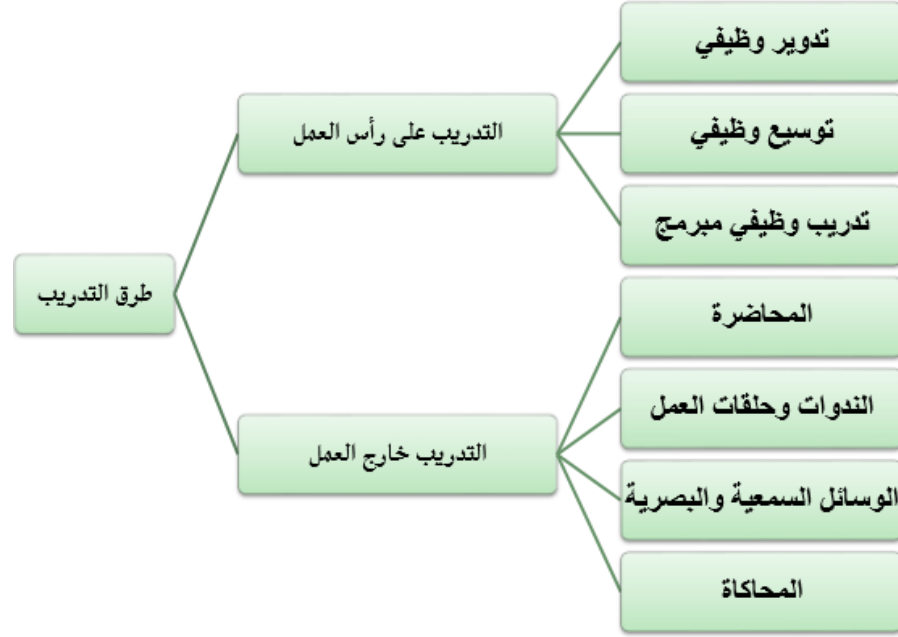 طرق التدريب
التدريب على رأس العمل
تدوير وظيفي
توسيع وظيفي
تدريب وظيفي مبرمج
التدريب خارج العمل
المحاضرة
الندوات وحلقات العمل
الوسائل السمعية والبصرية
المحاكاة